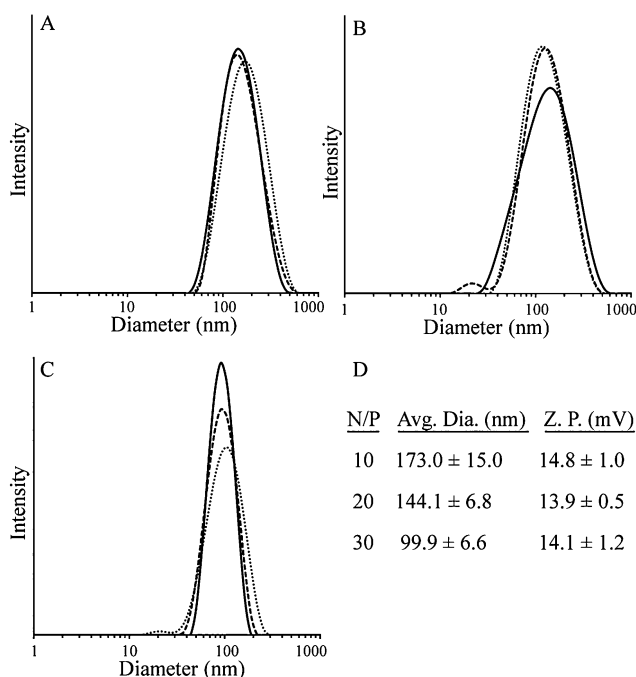 A
Intensity
1 10 100 1000
Diameter (nm)
B
Intensity
1 10 100 1000
Diameter (nm)
C
Intensity
1 10 100 1000
Diameter (nm)
D
N/P Avg. Dia. (nm) Z. P. (mV)
10 173.0 ± 15.0 14.8 ± 1.0
20 144.1 ± 6.8 13.9 ± 0.5
30 99.9 ± 6.6 14.1 ± 1.2